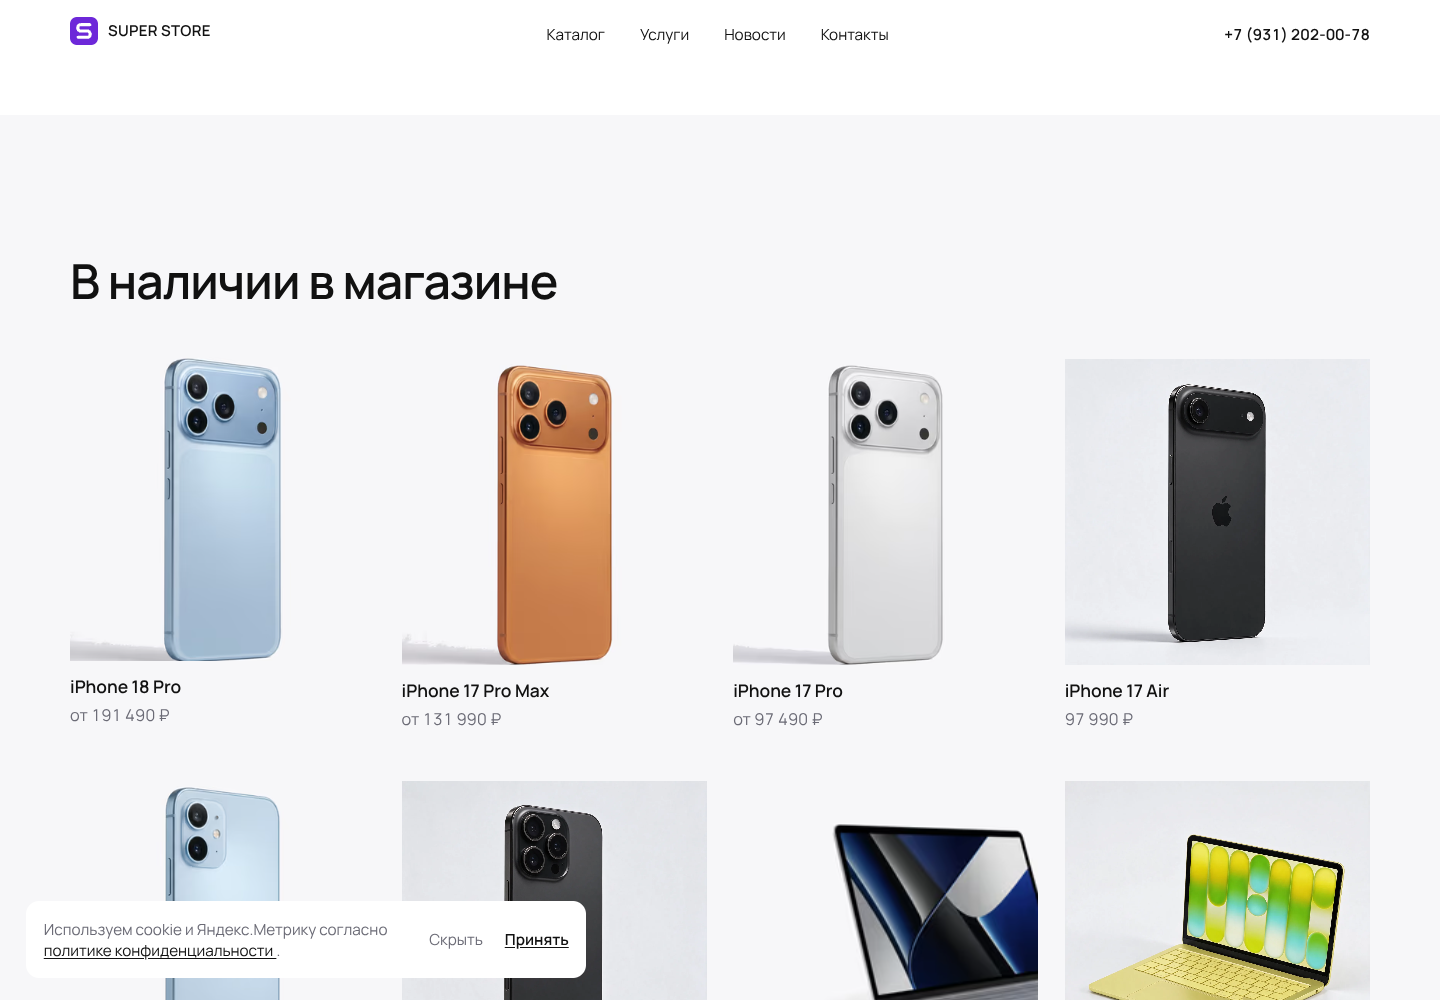 SUPER STORE
Каталог
Услуги
Новости
Контакты
+7 (931) 202-00-78
В наличии в магазине
iPhone 18 Pro
от 191 490 ₽
iPhone 17 Pro Max
от 131 990 ₽
iPhone 17 Pro
от 97 490 ₽
iPhone 17 Air
97 990 ₽
Используем cookie и Яндекс.Метрику согласно
политике конфиденциальности .
Скрыть
Принять